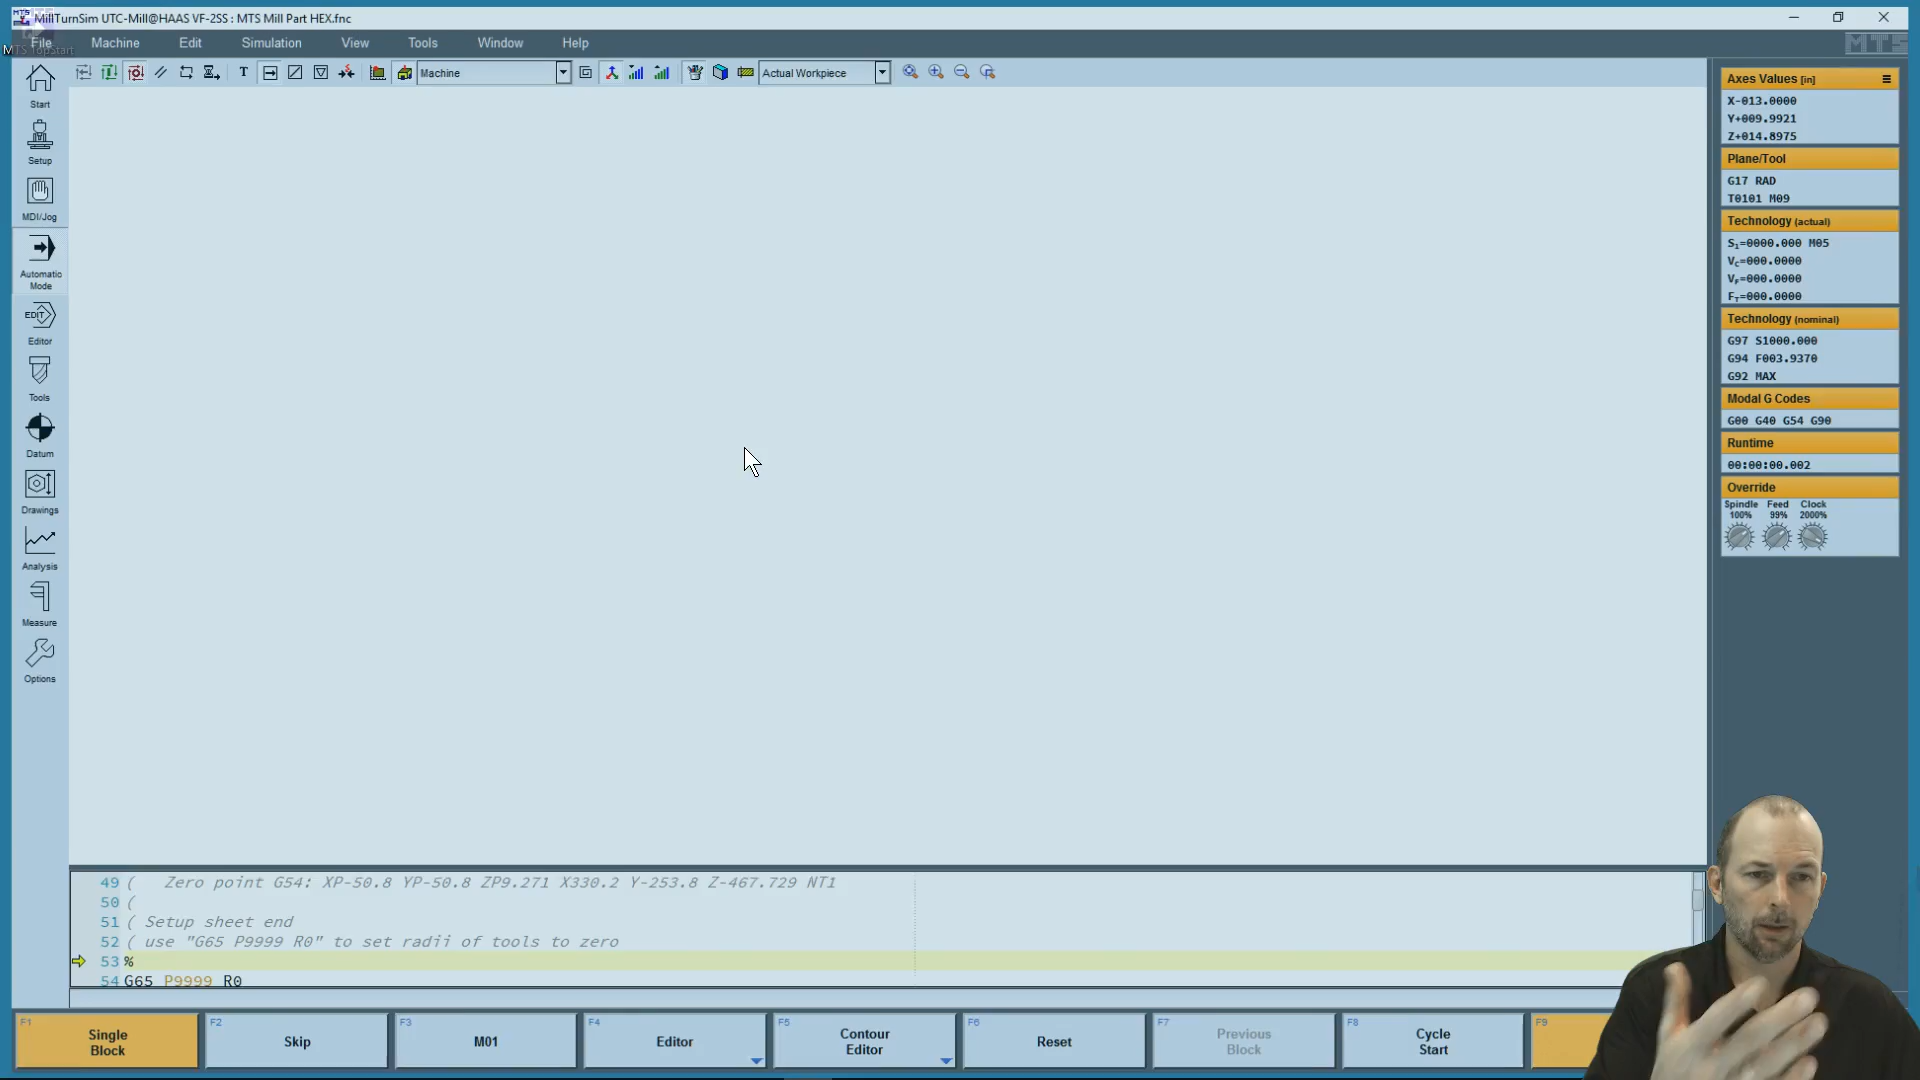 MillTurnSim UTC-Mill@HAAS VF-2SS : MTS Mill Part HEX.fnc
File Machine Edit Simulation View Tools Window Help
MTS
MTS TopStart
T Machine Actual Workpiece
Start
Setup
MDI/Jog
Automatic
Mode
EDIT
Editor
Tools
Datum
Drawings
Analysis
Measure
Options
Axes Values [in]
X-013.0000
Y+009.9921
Z+014.8975
Plane/Tool
G17 RAD
T0101 M09
Technology (actual)
S1=0000.000 M05
VC=000.0000
VF=000.0000
FT=000.0000
Technology (nominal)
G97 S1000.000
G94 F003.9370
G92 MAX
Modal G Codes
G00 G40 G54 G90
Runtime
00:00:00.002
Override
Spindle Feed Clock
100% 99% 2000%
49 ( Zero point G54: XP-50.8 YP-50.8 ZP9.271 X330.2 Y-253.8 Z-467.729 NT1
50 (
51 ( Setup sheet end
52 ( use "G65 P9999 R0" to set radii of tools to zero
53 %
54 G65 P9999 R0
F1 Single Block
F2 Skip
F3 M01
F4 Editor
F5 Contour Editor
F6 Reset
F7 Previous Block
F8 Cycle Start
F9